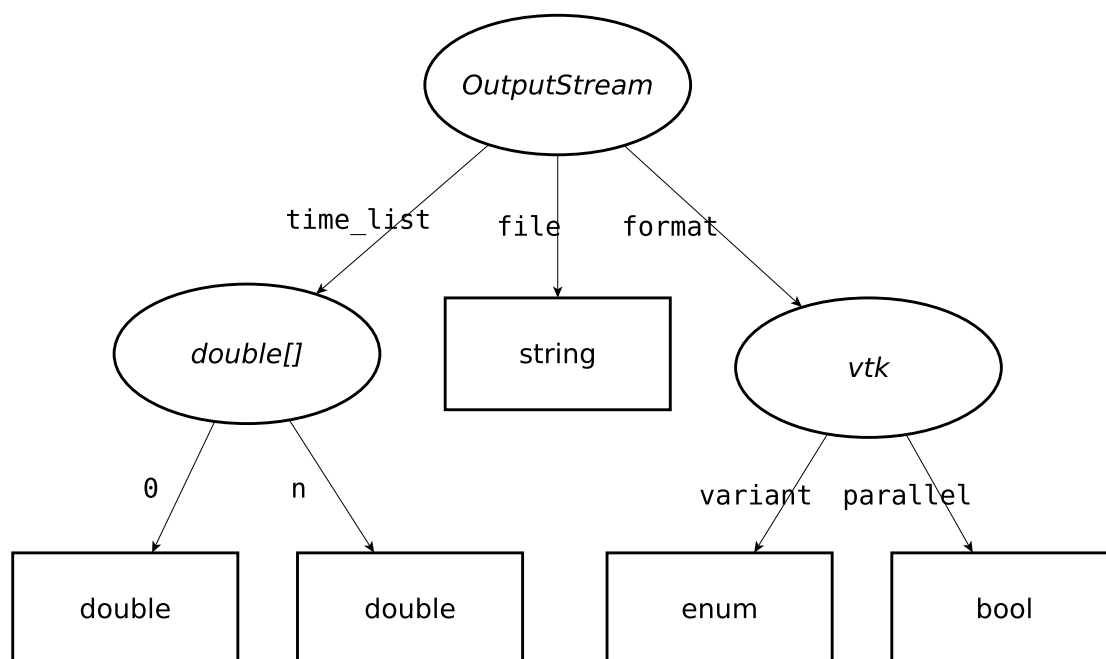 OutputStream
time_list
file
format
double[]
string
vtk
0
n
variant
parallel
double
double
enum
bool